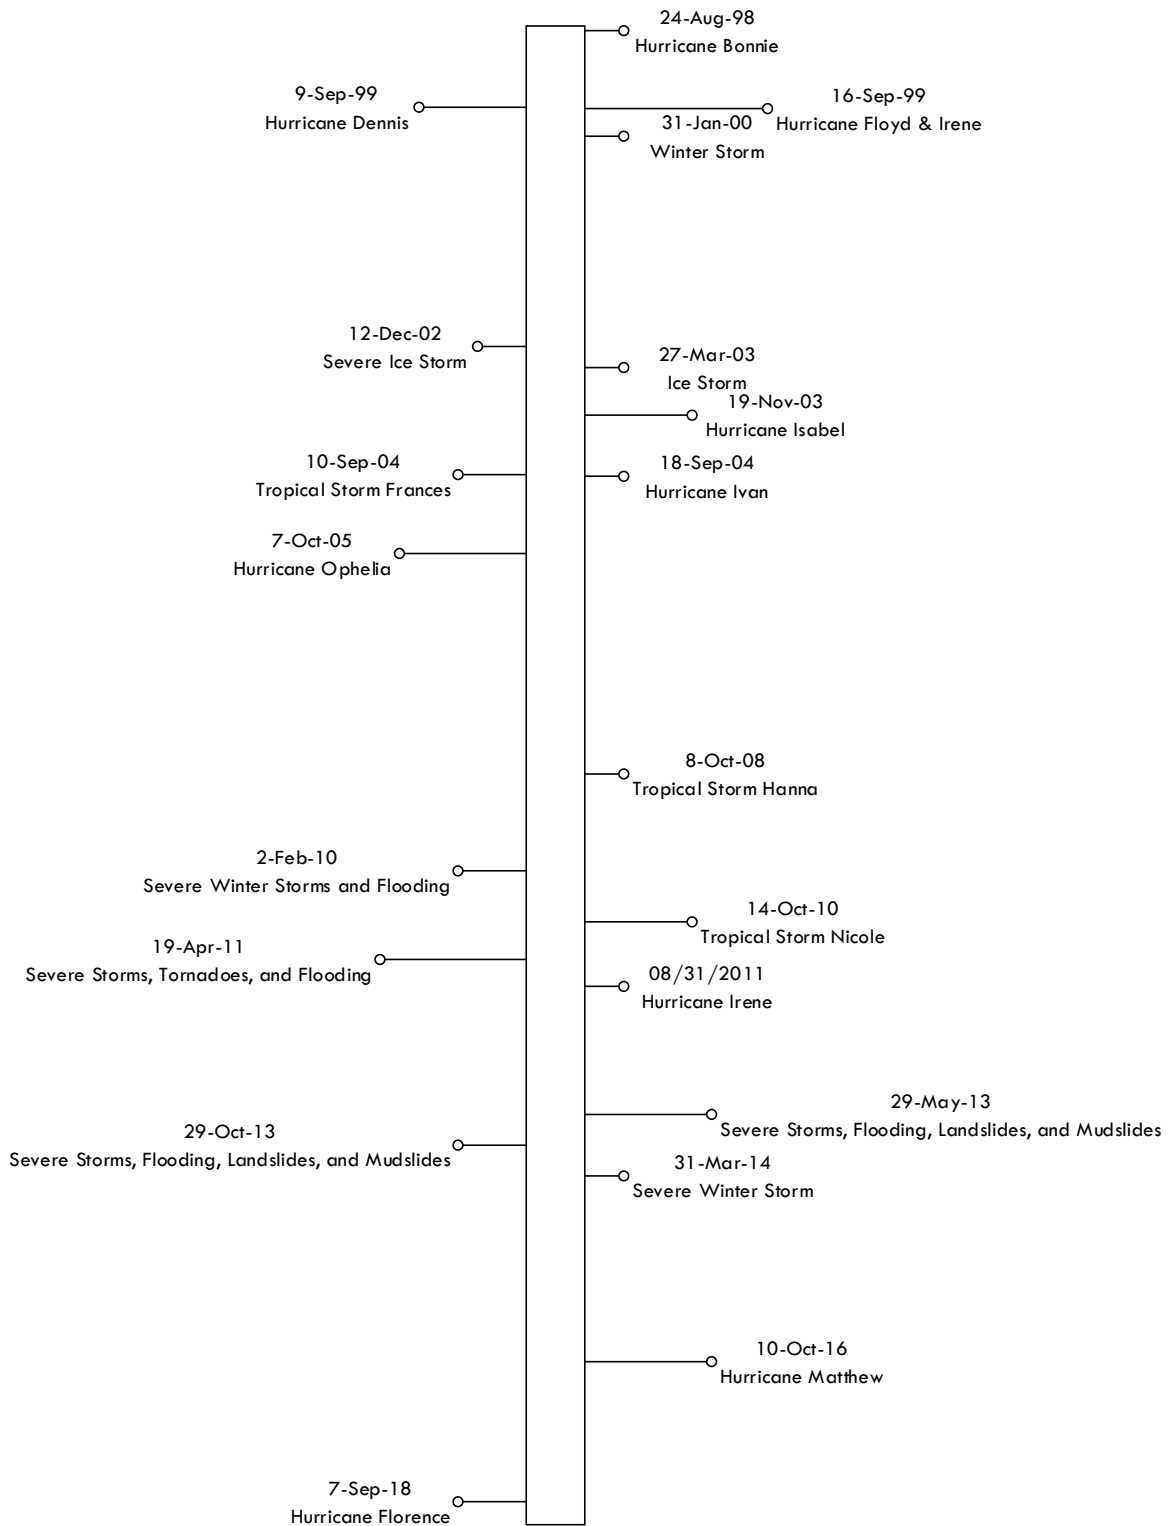 24-Aug-98
Hurricane Bonnie
9-Sep-99
Hurricane Dennis
16-Sep-99
Hurricane Floyd & Irene
31-Jan-00
Winter Storm
12-Dec-02
Severe Ice Storm
27-Mar-03
Ice Storm
19-Nov-03
Hurricane Isabel
10-Sep-04
Tropical Storm Frances
18-Sep-04
Hurricane Ivan
7-Oct-05
Hurricane Ophelia
8-Oct-08
Tropical Storm Hanna
2-Feb-10
Severe Winter Storms and Flooding
14-Oct-10
Tropical Storm Nicole
19-Apr-11
Severe Storms, Tornadoes, and Flooding
08/31/2011
Hurricane Irene
29-May-13
Severe Storms, Flooding, Landslides, and Mudslides
29-Oct-13
Severe Storms, Flooding, Landslides, and Mudslides
31-Mar-14
Severe Winter Storm
10-Oct-16
Hurricane Matthew
7-Sep-18
Hurricane Florence